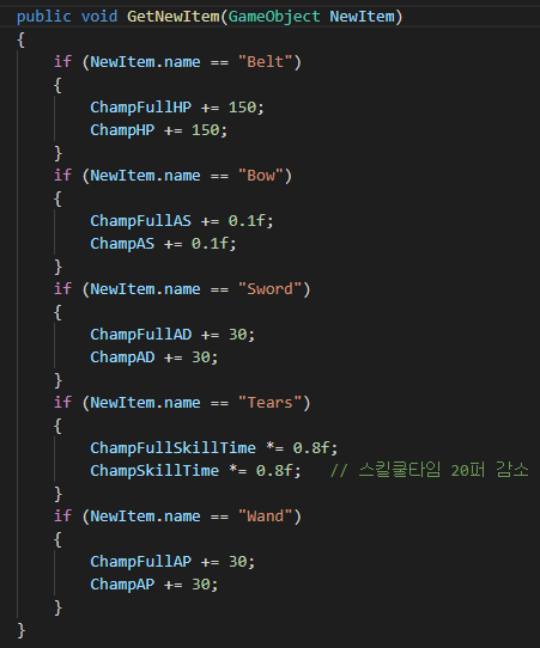 public void GetNewItem(GameObject NewItem)
{
    if (NewItem.name == "Belt")
    {
        ChampFullHP += 150;
        ChampHP += 150;
    }
    if (NewItem.name == "Bow")
    {
        ChampFullAS += 0.1f;
        ChampAS += 0.1f;
    }
    if (NewItem.name == "Sword")
    {
        ChampFullAD += 30;
        ChampAD += 30;
    }
    if (NewItem.name == "Tears")
    {
        ChampFullSkillTime *= 0.8f;
        ChampSkillTime *= 0.8f;   // 스킬쿨타임 20퍼 감소
    }
    if (NewItem.name == "Wand")
    {
        ChampFullAP += 30;
        ChampAP += 30;
    }
}